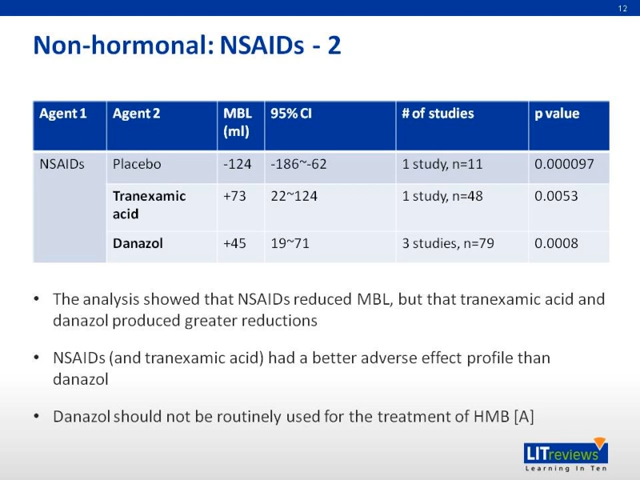 12
Non-hormonal: NSAIDs - 2
Agent 1 Agent 2 MBL (ml) 95% CI # of studies p value
NSAIDs Placebo -124 -186~-62 1 study, n=11 0.000097
Tranexamic acid +73 22~124 1 study, n=48 0.0053
Danazol +45 19~71 3 studies, n=79 0.0008
• The analysis showed that NSAIDs reduced MBL, but that tranexamic acid and
danazol produced greater reductions
• NSAIDs (and tranexamic acid) had a better adverse effect profile than
danazol
• Danazol should not be routinely used for the treatment of HMB [A]
LITreviews
Learning In Ten